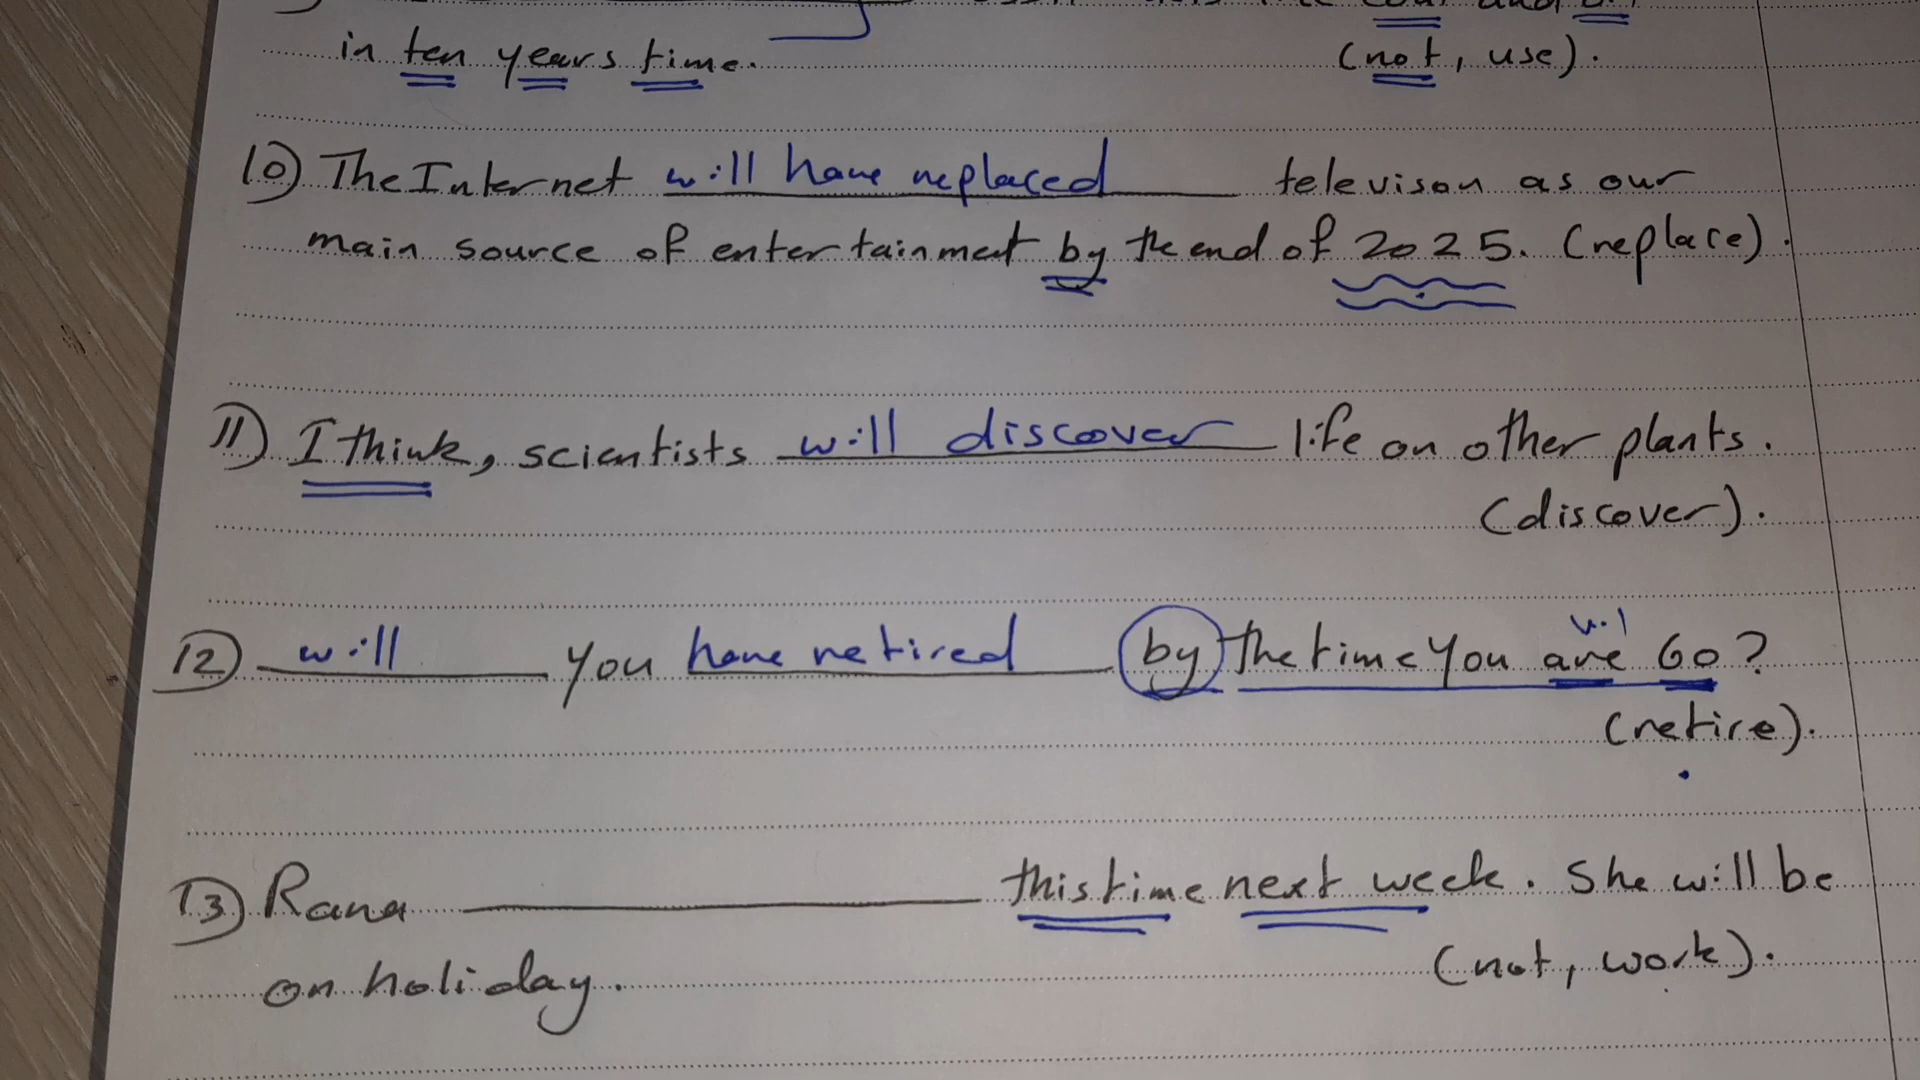 in ten years time.
(not, use).
10) The Internet will have replaced televison as our
main source of entertainment by the end of 2025. (replace).
11) I think, scientists will discover life on other plants.
(discover).
12) will you have retired by the time you are 60?
(retire).
13) Rana ________ this time next week. She will be
on holiday. (not, work).